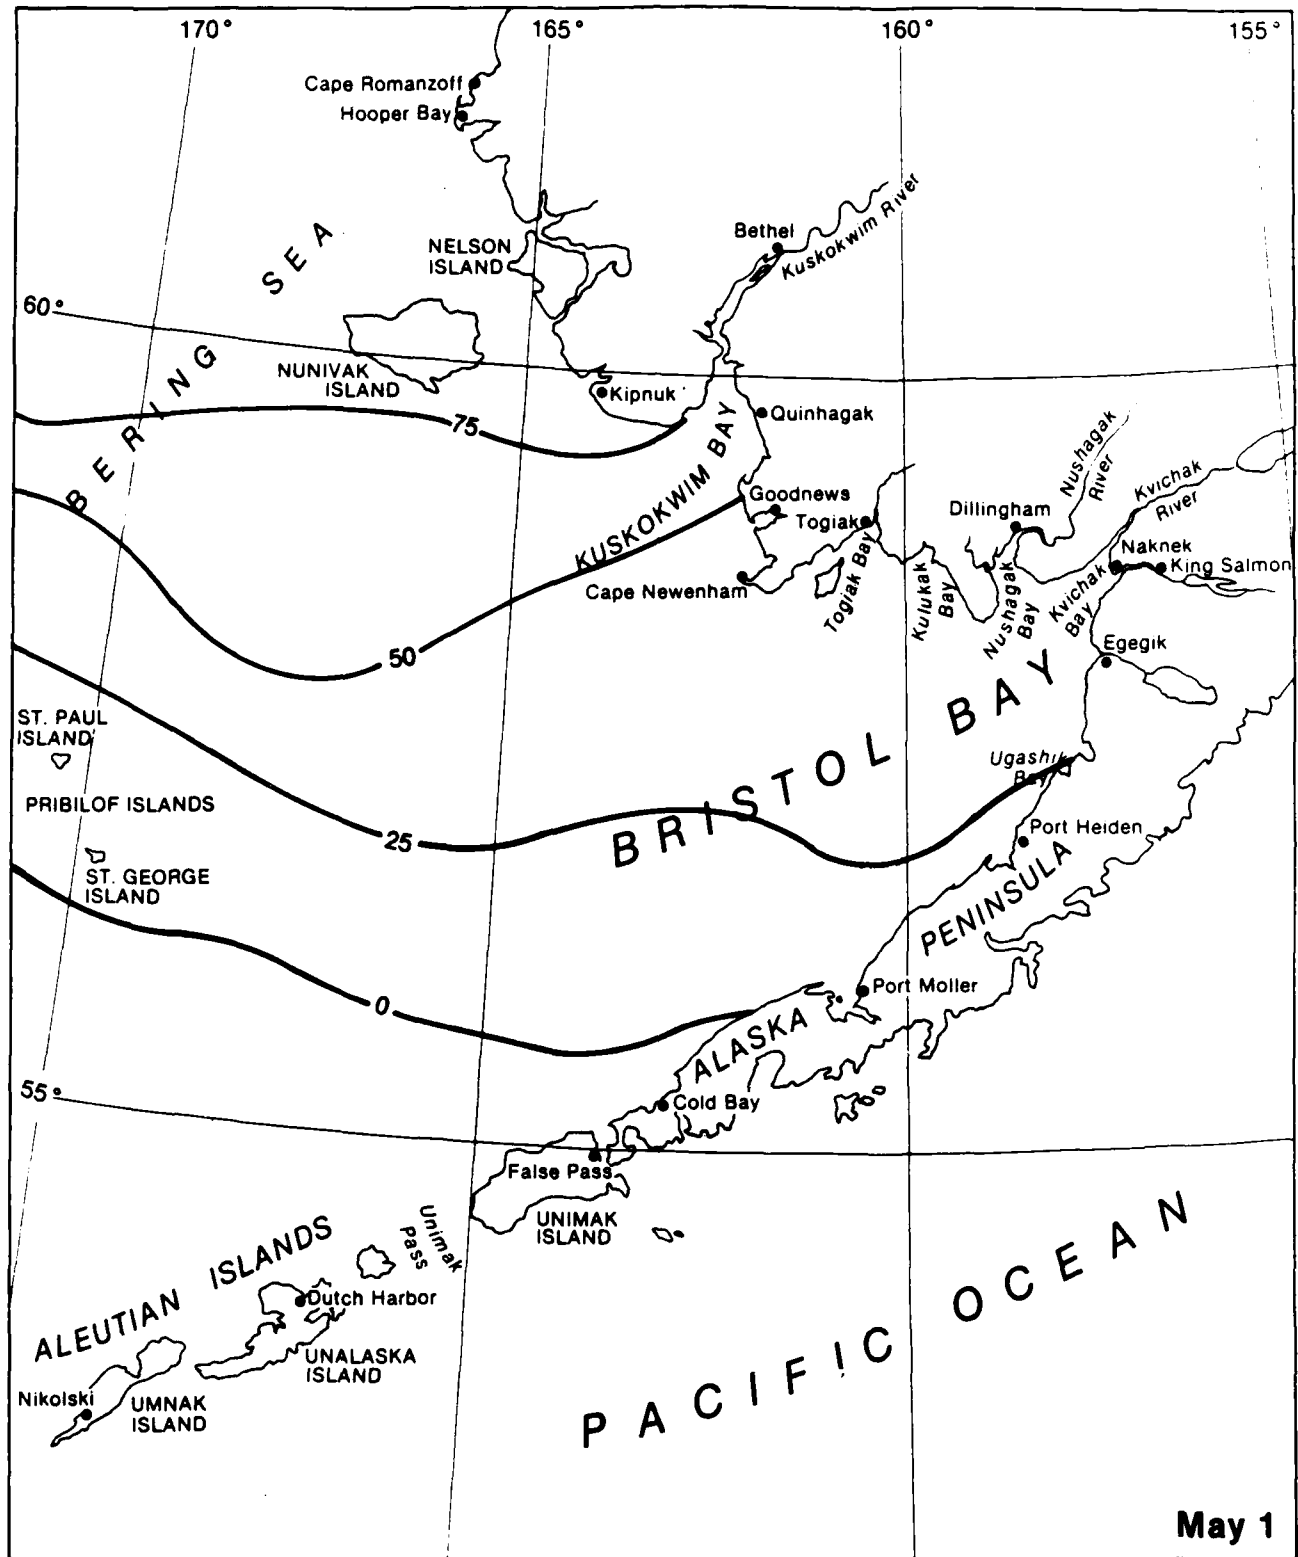 170°
165°
160°
155°
Cape Romanzoff
Hooper Bay
Bethel
Kuskokwim River
NELSON
ISLAND
BERING SEA
60°
NUNIVAK
ISLAND
Kipnuk
Quinhagak
75
KUSKOKWIM BAY
Nushagak
River
Kvichak
River
Goodnews
Togiak
Dillingham
Naknek
King Salmon
Cape Newenham
Togiak Bay
Kulukak
Bay
Nushagak
Bay
Kvichak
Bay
Egegik
50
BRISTOL BAY
ST. PAUL
ISLAND
Ugashik
Bay
PRIBILOF ISLANDS
25
Port Heiden
ST. GEORGE
ISLAND
ALASKA PENINSULA
Port Moller
0
55°
Cold Bay
False Pass
UNIMAK
ISLAND
Unimak
Pass
ALEUTIAN ISLANDS
Dutch Harbor
UNALASKA
ISLAND
Nikolski
UMNAK
ISLAND
PACIFIC OCEAN
May 1